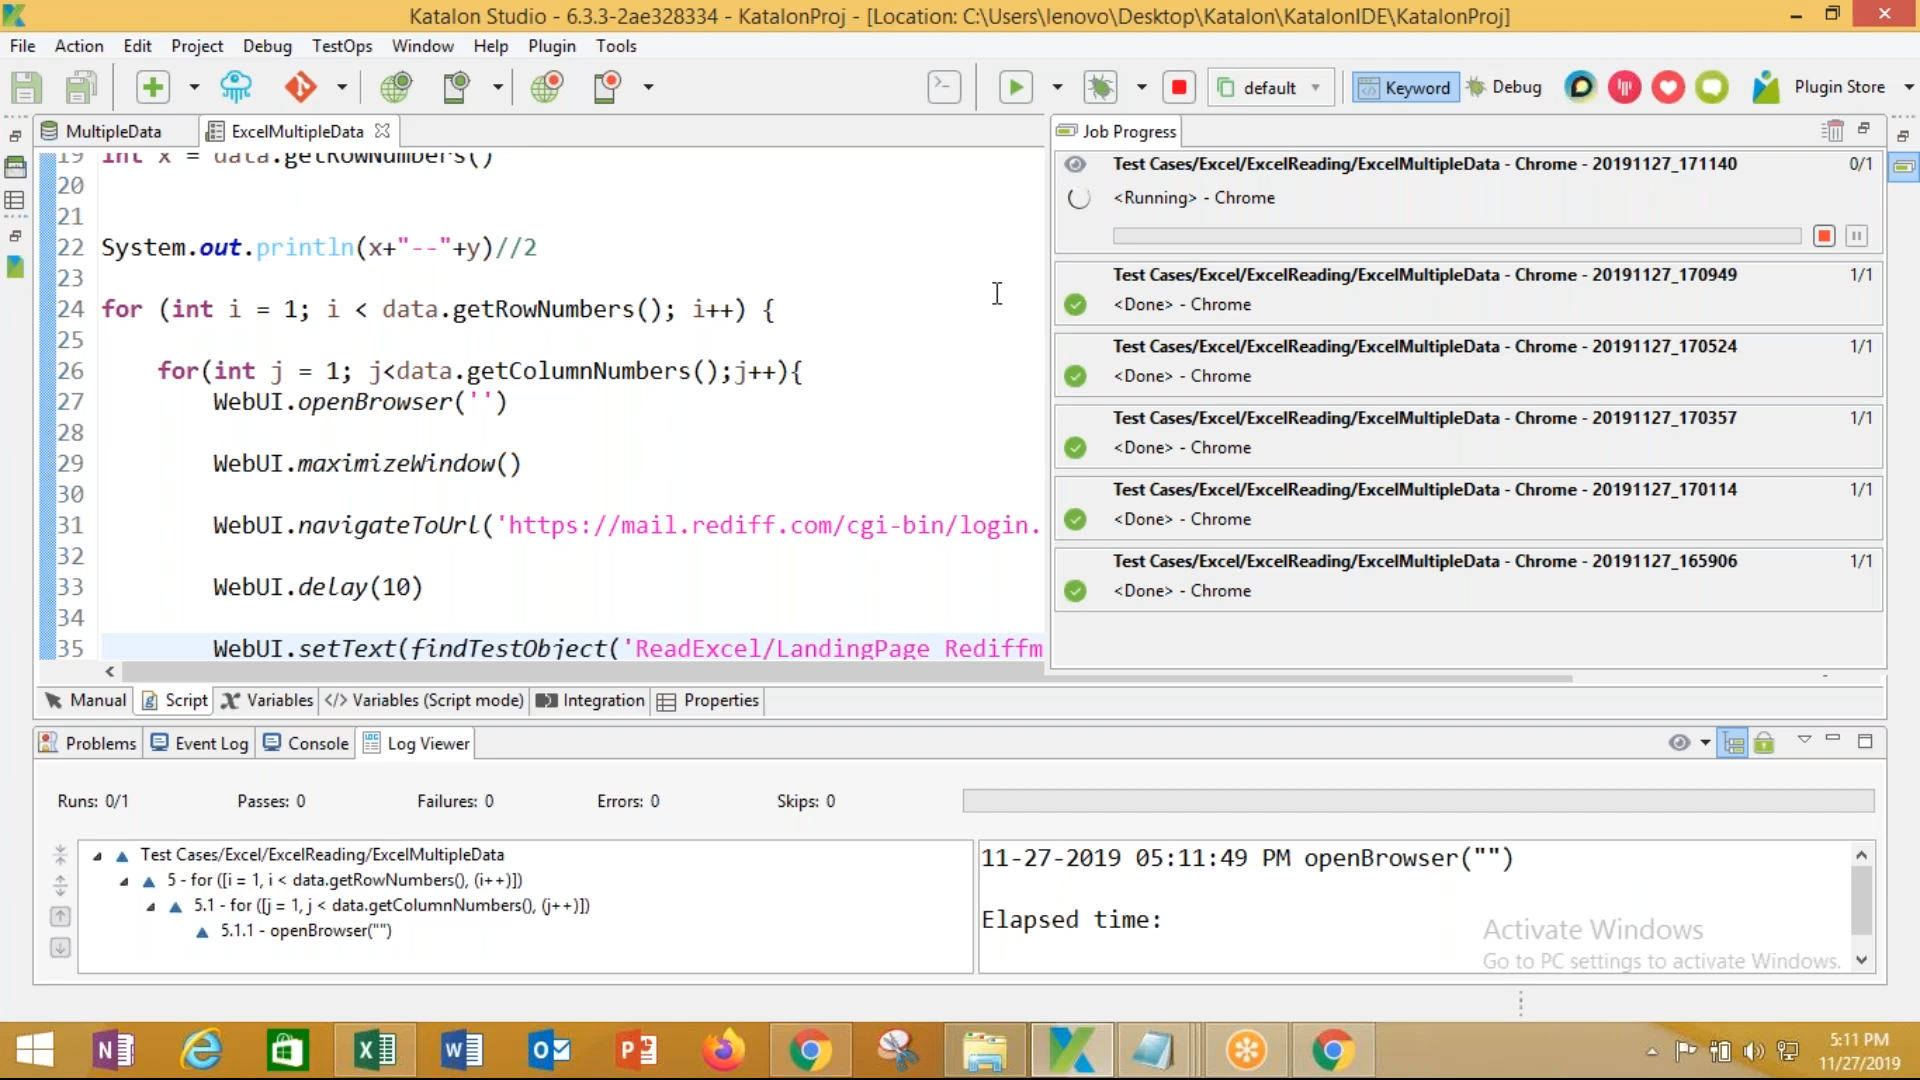 Katalon Studio - 6.3.3-2ae328334 - KatalonProj - [Location: C:\Users\lenovo\Desktop\Katalon\KatalonIDE\KatalonProj]
File Action Edit Project Debug TestOps Window Help Plugin Tools
default Keyword Debug Plugin Store
MultipleData ExcelMultipleData
19 int x = data.getRowNumbers()
20
21
22 System.out.println(x+"--"+y)//2
23
24 for (int i = 1; i < data.getRowNumbers(); i++) {
25
26 for(int j = 1; j<data.getColumnNumbers();j++){
27 WebUI.openBrowser('')
28
29 WebUI.maximizeWindow()
30
31 WebUI.navigateToUrl('https://mail.rediff.com/cgi-bin/login.
32
33 WebUI.delay(10)
34
35 WebUI.setText(findTestObject('ReadExcel/LandingPage Rediffm
Job Progress
Test Cases/Excel/ExcelReading/ExcelMultipleData - Chrome - 20191127_171140 0/1
<Running> - Chrome
Test Cases/Excel/ExcelReading/ExcelMultipleData - Chrome - 20191127_170949 1/1
<Done> - Chrome
Test Cases/Excel/ExcelReading/ExcelMultipleData - Chrome - 20191127_170524 1/1
<Done> - Chrome
Test Cases/Excel/ExcelReading/ExcelMultipleData - Chrome - 20191127_170357 1/1
<Done> - Chrome
Test Cases/Excel/ExcelReading/ExcelMultipleData - Chrome - 20191127_170114 1/1
<Done> - Chrome
Test Cases/Excel/ExcelReading/ExcelMultipleData - Chrome - 20191127_165906 1/1
<Done> - Chrome
Manual Script Variables </> Variables (Script mode) Integration Properties
Problems Event Log Console Log Viewer
Runs: 0/1 Passes: 0 Failures: 0 Errors: 0 Skips: 0
Test Cases/Excel/ExcelReading/ExcelMultipleData
5 - for ([i = 1, i < data.getRowNumbers(), (i++)])
5.1 - for ([j = 1, j < data.getColumnNumbers(), (j++)])
5.1.1 - openBrowser("")
11-27-2019 05:11:49 PM openBrowser("")
Elapsed time:
Activate Windows
Go to PC settings to activate Windows.
5:11 PM
11/27/2019